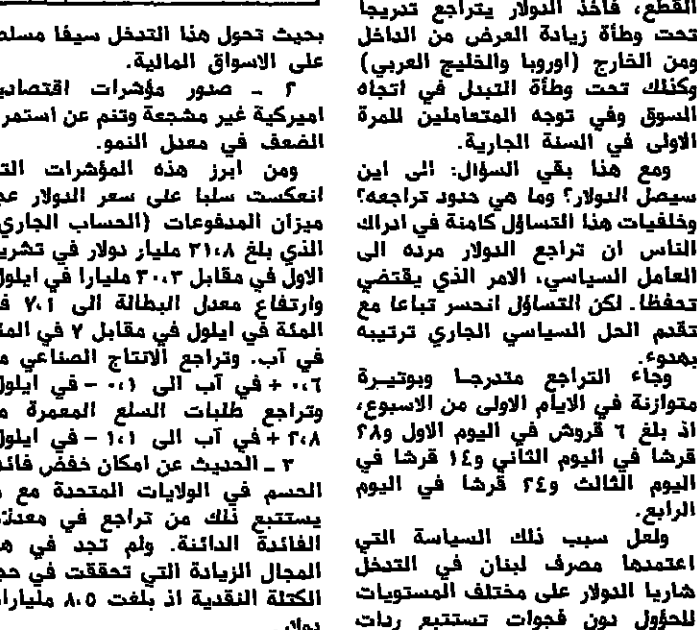 القطع، فاخذ الدولار يتراجع تدريجا
تحت وطأة زيادة العرض من الداخل
ومن الخارج (اوروبا والخليج العربي)
وكذلك تحت وطأة التبدل في اتجاه
السوق وفي توجه المتعاملين للمرة
الاولى في السنة الجارية.
ومع هذا بقي السؤال: الى اين
سيصل الدولار؟ وما هي حدود تراجعه؟
وخلفيات هذا التساؤل كامنة في ادراك
الناس ان تراجع الدولار مرده الى
العامل السياسي، الامر الذي يقتضي
تحفظا. لكن التساؤل انحسر تباعا مع
تقدم الحل السياسي الجاري ترتيبه
بهدوء.
وجاء التراجع متدرجا وبوتيرة
متوازنة في الايام الاولى من الاسبوع،
اذ بلغ ٦ قروش في اليوم الاول و٢٨
قرشا في اليوم الثاني و١٤ قرشا في
اليوم الثالث و٢٤ قرشا في اليوم
الرابع.
ولعل سبب ذلك السياسة التي
اعتمدها مصرف لبنان في التدخل
شاريا الدولار على مختلف المستويات
للحؤول دون فجوات تستتبع ردات
بحيث تحول هذا التدخل سيفا مسلط
على الاسواق المالية.
٢ - صدور مؤشرات اقتصادي
اميركية غير مشجعة وتنم عن استمر
الضعف في معدل النمو.
ومن ابرز هذه المؤشرات الت
انعكست سلبا على سعر الدولار عج
ميزان المدفوعات (الحساب الجاري
الذي بلغ ٣١،٨ مليار دولار في تشري
الاول في مقابل ٣٠،٣ مليارا في ايلول
وارتفاع معدل البطالة الى ٧،١ ف
المئة في ايلول في مقابل ٧ في المئ
في آب. وتراجع الانتاج الصناعي م
٠،٦ + في آب الى ٠،١ - في ايلول
وتراجع طلبات السلع المعمرة م
٢،٨ + في آب الى ١،١ - في ايلول
٣ - الحديث عن امكان خفض فائد
الحسم في الولايات المتحدة مع م
يستتبع ذلك من تراجع في معدلا
الفائدة الدائنة. ولم تجد في هذ
المجال الزيادة التي تحققت في حج
الكتلة النقدية اذ بلغت ٨،٥ مليارا
دولار.